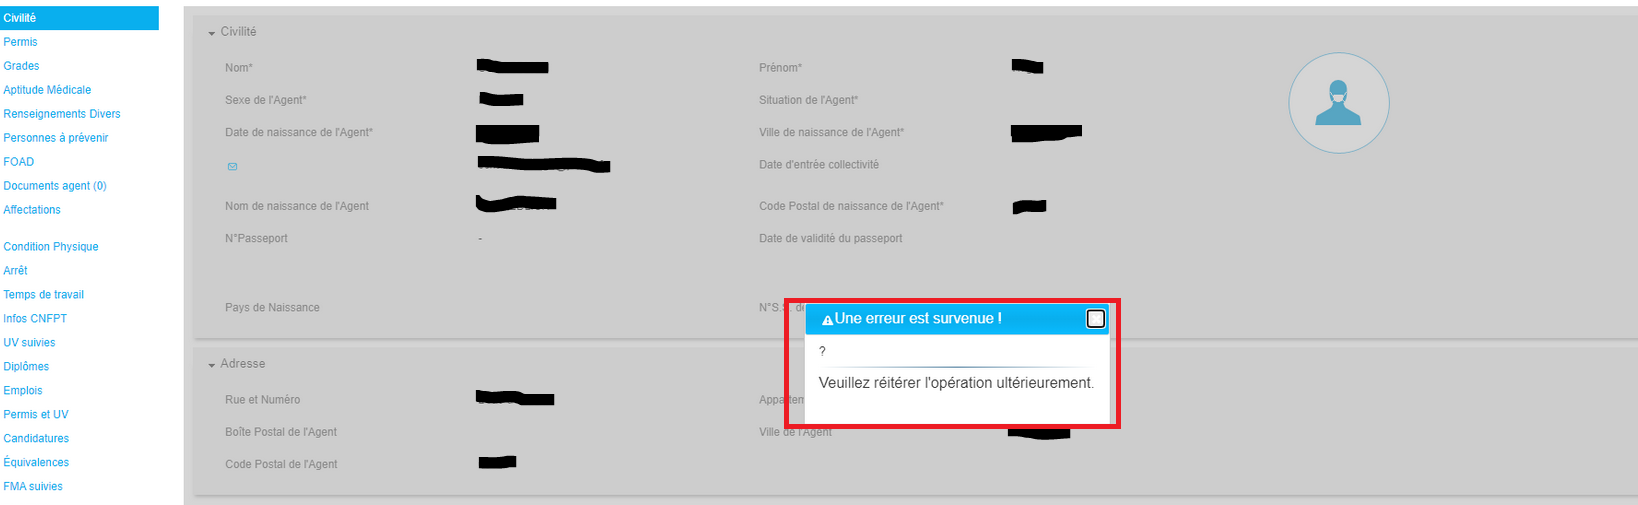 Civilité
Permis
Grades
Aptitude Médicale
Renseignements Divers
Personnes à prévenir
FOAD
Documents agent (0)
Affectations
Condition Physique
Arrêt
Temps de travail
Infos CNFPT
UV suivies
Diplômes
Emplois
Permis et UV
Candidatures
Équivalences
FMA suivies
Civilité
Nom*
Prénom*
Sexe de l'Agent*
Situation de l'Agent*
Date de naissance de l'Agent*
Ville de naissance de l'Agent*
Date d'entrée collectivité
Nom de naissance de l'Agent
Code Postal de naissance de l'Agent*
N°Passeport
-
Date de validité du passeport
Pays de Naissance
N°S.S. d
Adresse
Rue et Numéro
Appartem
Boîte Postal de l'Agent
Ville de l'Agent
Code Postal de l'Agent
Une erreur est survenue !
?
Veuillez réitérer l'opération ultérieurement.